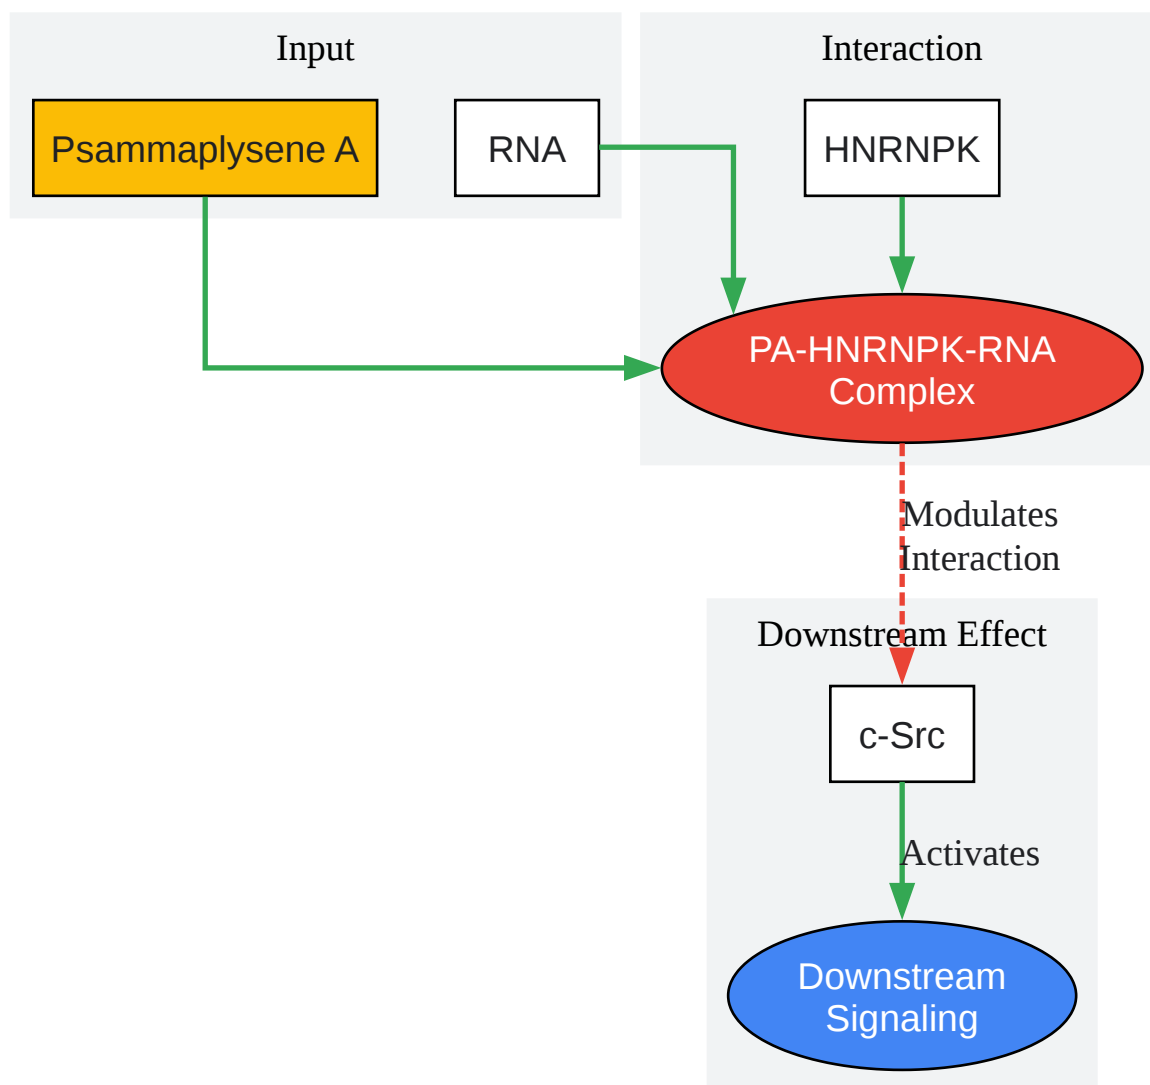 Input
Interaction
Psammaplysene A
RNA
HNRNPK
PA-HNRNPK-RNA
Complex
Modulates
Interaction
Downstream Effect
c-Src
Activates
Downstream
Signaling